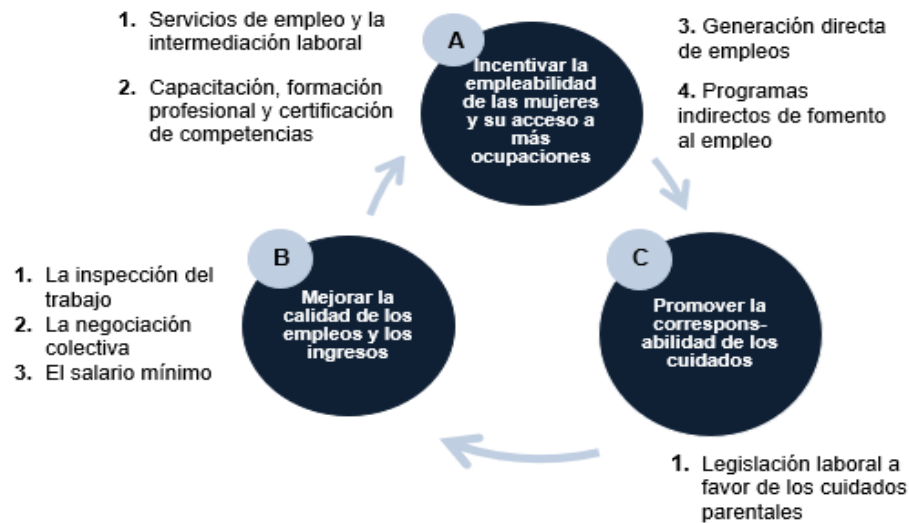 1. Servicios de empleo y la
intermediación laboral
2. Capacitación, formación
profesional y certificación
de competencias
A
Incentivar la
empleabilidad
de las mujeres
y su acceso a
más
ocupaciones
3. Generación directa
de empleos
4. Programas
indirectos de fomento
al empleo
B
Mejorar la
calidad de los
empleos y los
ingresos
1. La inspección del
trabajo
2. La negociación
colectiva
3. El salario mínimo
C
Promover la
correspons-
abilidad de los
cuidados
1. Legislación laboral a
favor de los cuidados
parentales